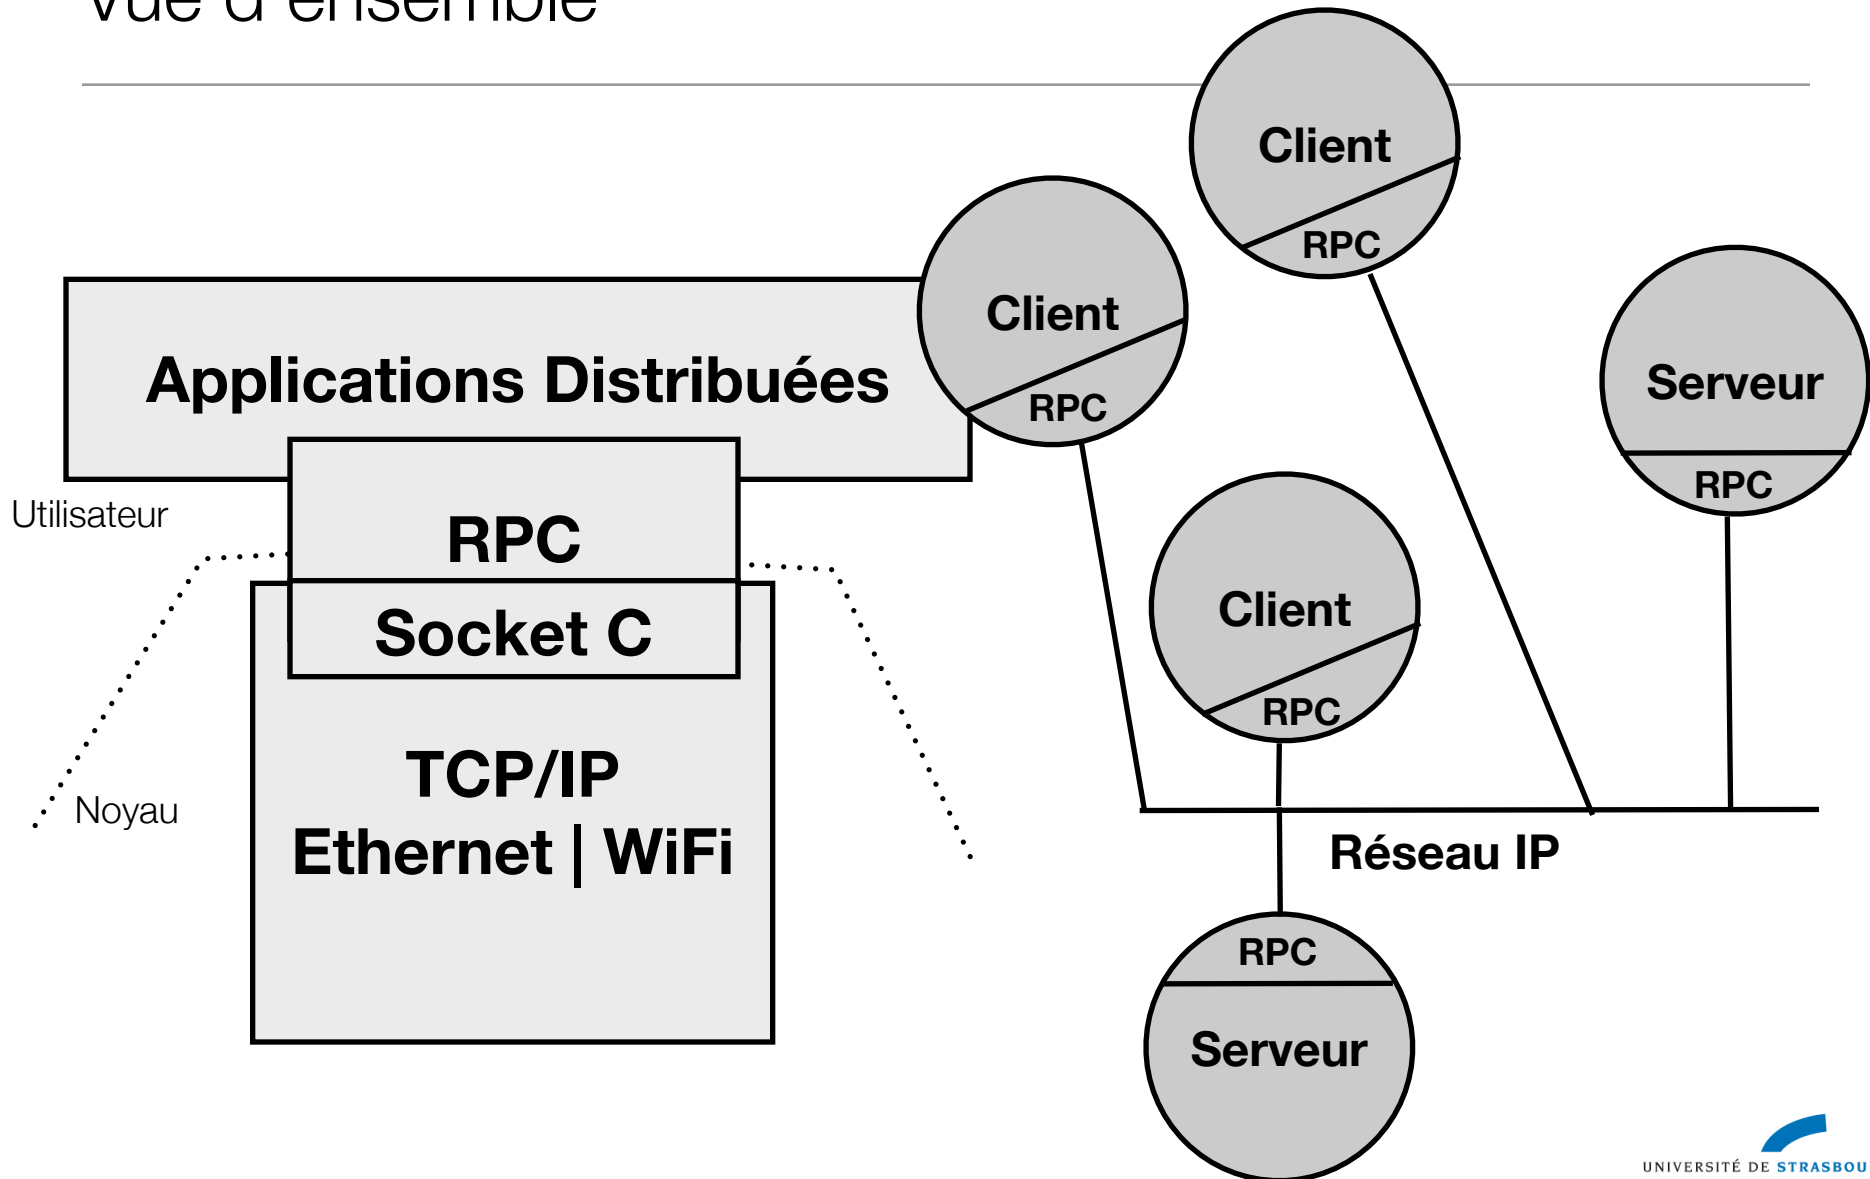 Vue d'ensemble
Client
RPC
Client
RPC
Serveur
RPC
Applications Distribuées
Utilisateur
RPC
Socket C
Client
RPC
TCP/IP
Noyau
Ethernet | WiFi
Réseau IP
RPC
Serveur
UNIVERSITÉ DE STRASBOU